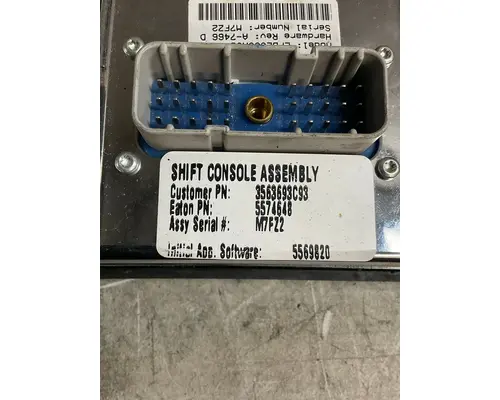 Hardware Rev: A-7466 D
Serial Number: M7FZ2
SHIFT CONSOLE ASSEMBLY
Customer PN: 3563693C93
Eaton PN: 5574648
Assy Serial #: M7FZ2
Initial App. Software: 5569820